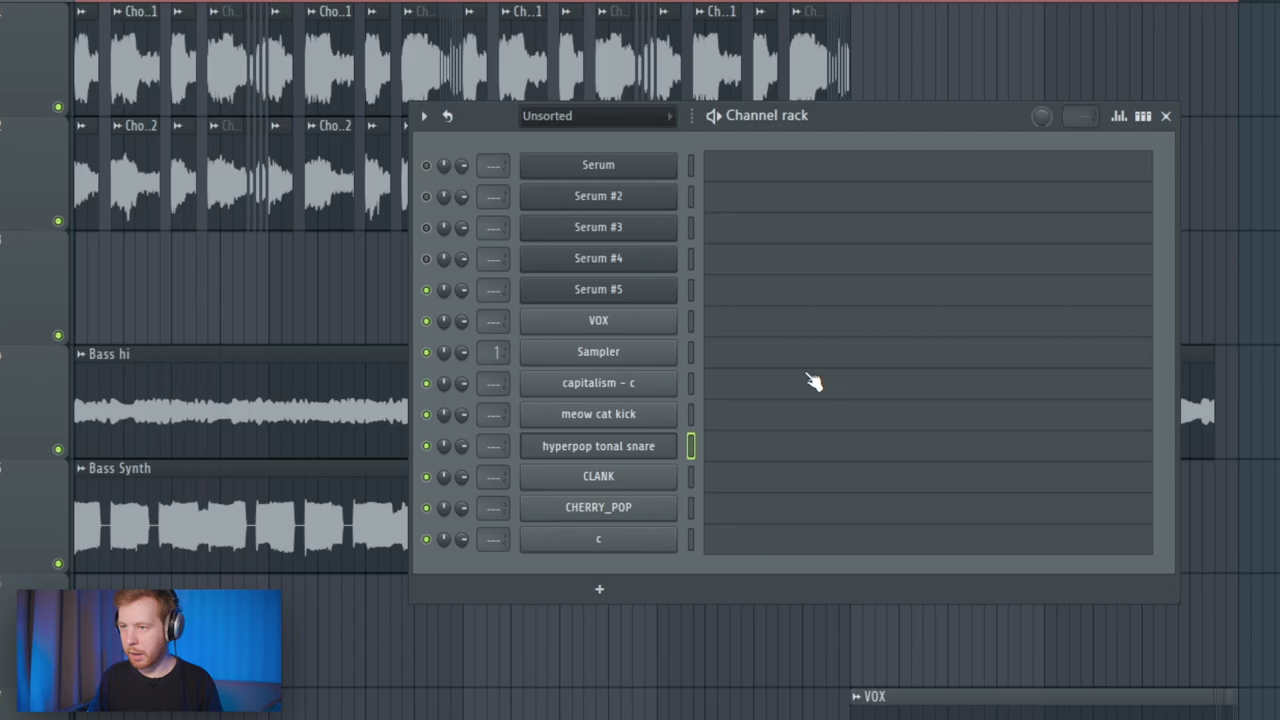 Cho..1 Ch.. Cho..1 Ch.. Ch..1 Ch.. Ch..1 Ch..
Unsorted Channel rack
Cho..2 Ch.. Cho..2
Serum
Serum #2
Serum #3
Serum #4
Serum #5
VOX
1 Sampler
Bass hi
capitalism - c
meow cat kick
hyperpop tonal snare
Bass Synth
CLANK
CHERRY_POP
c
+
VOX